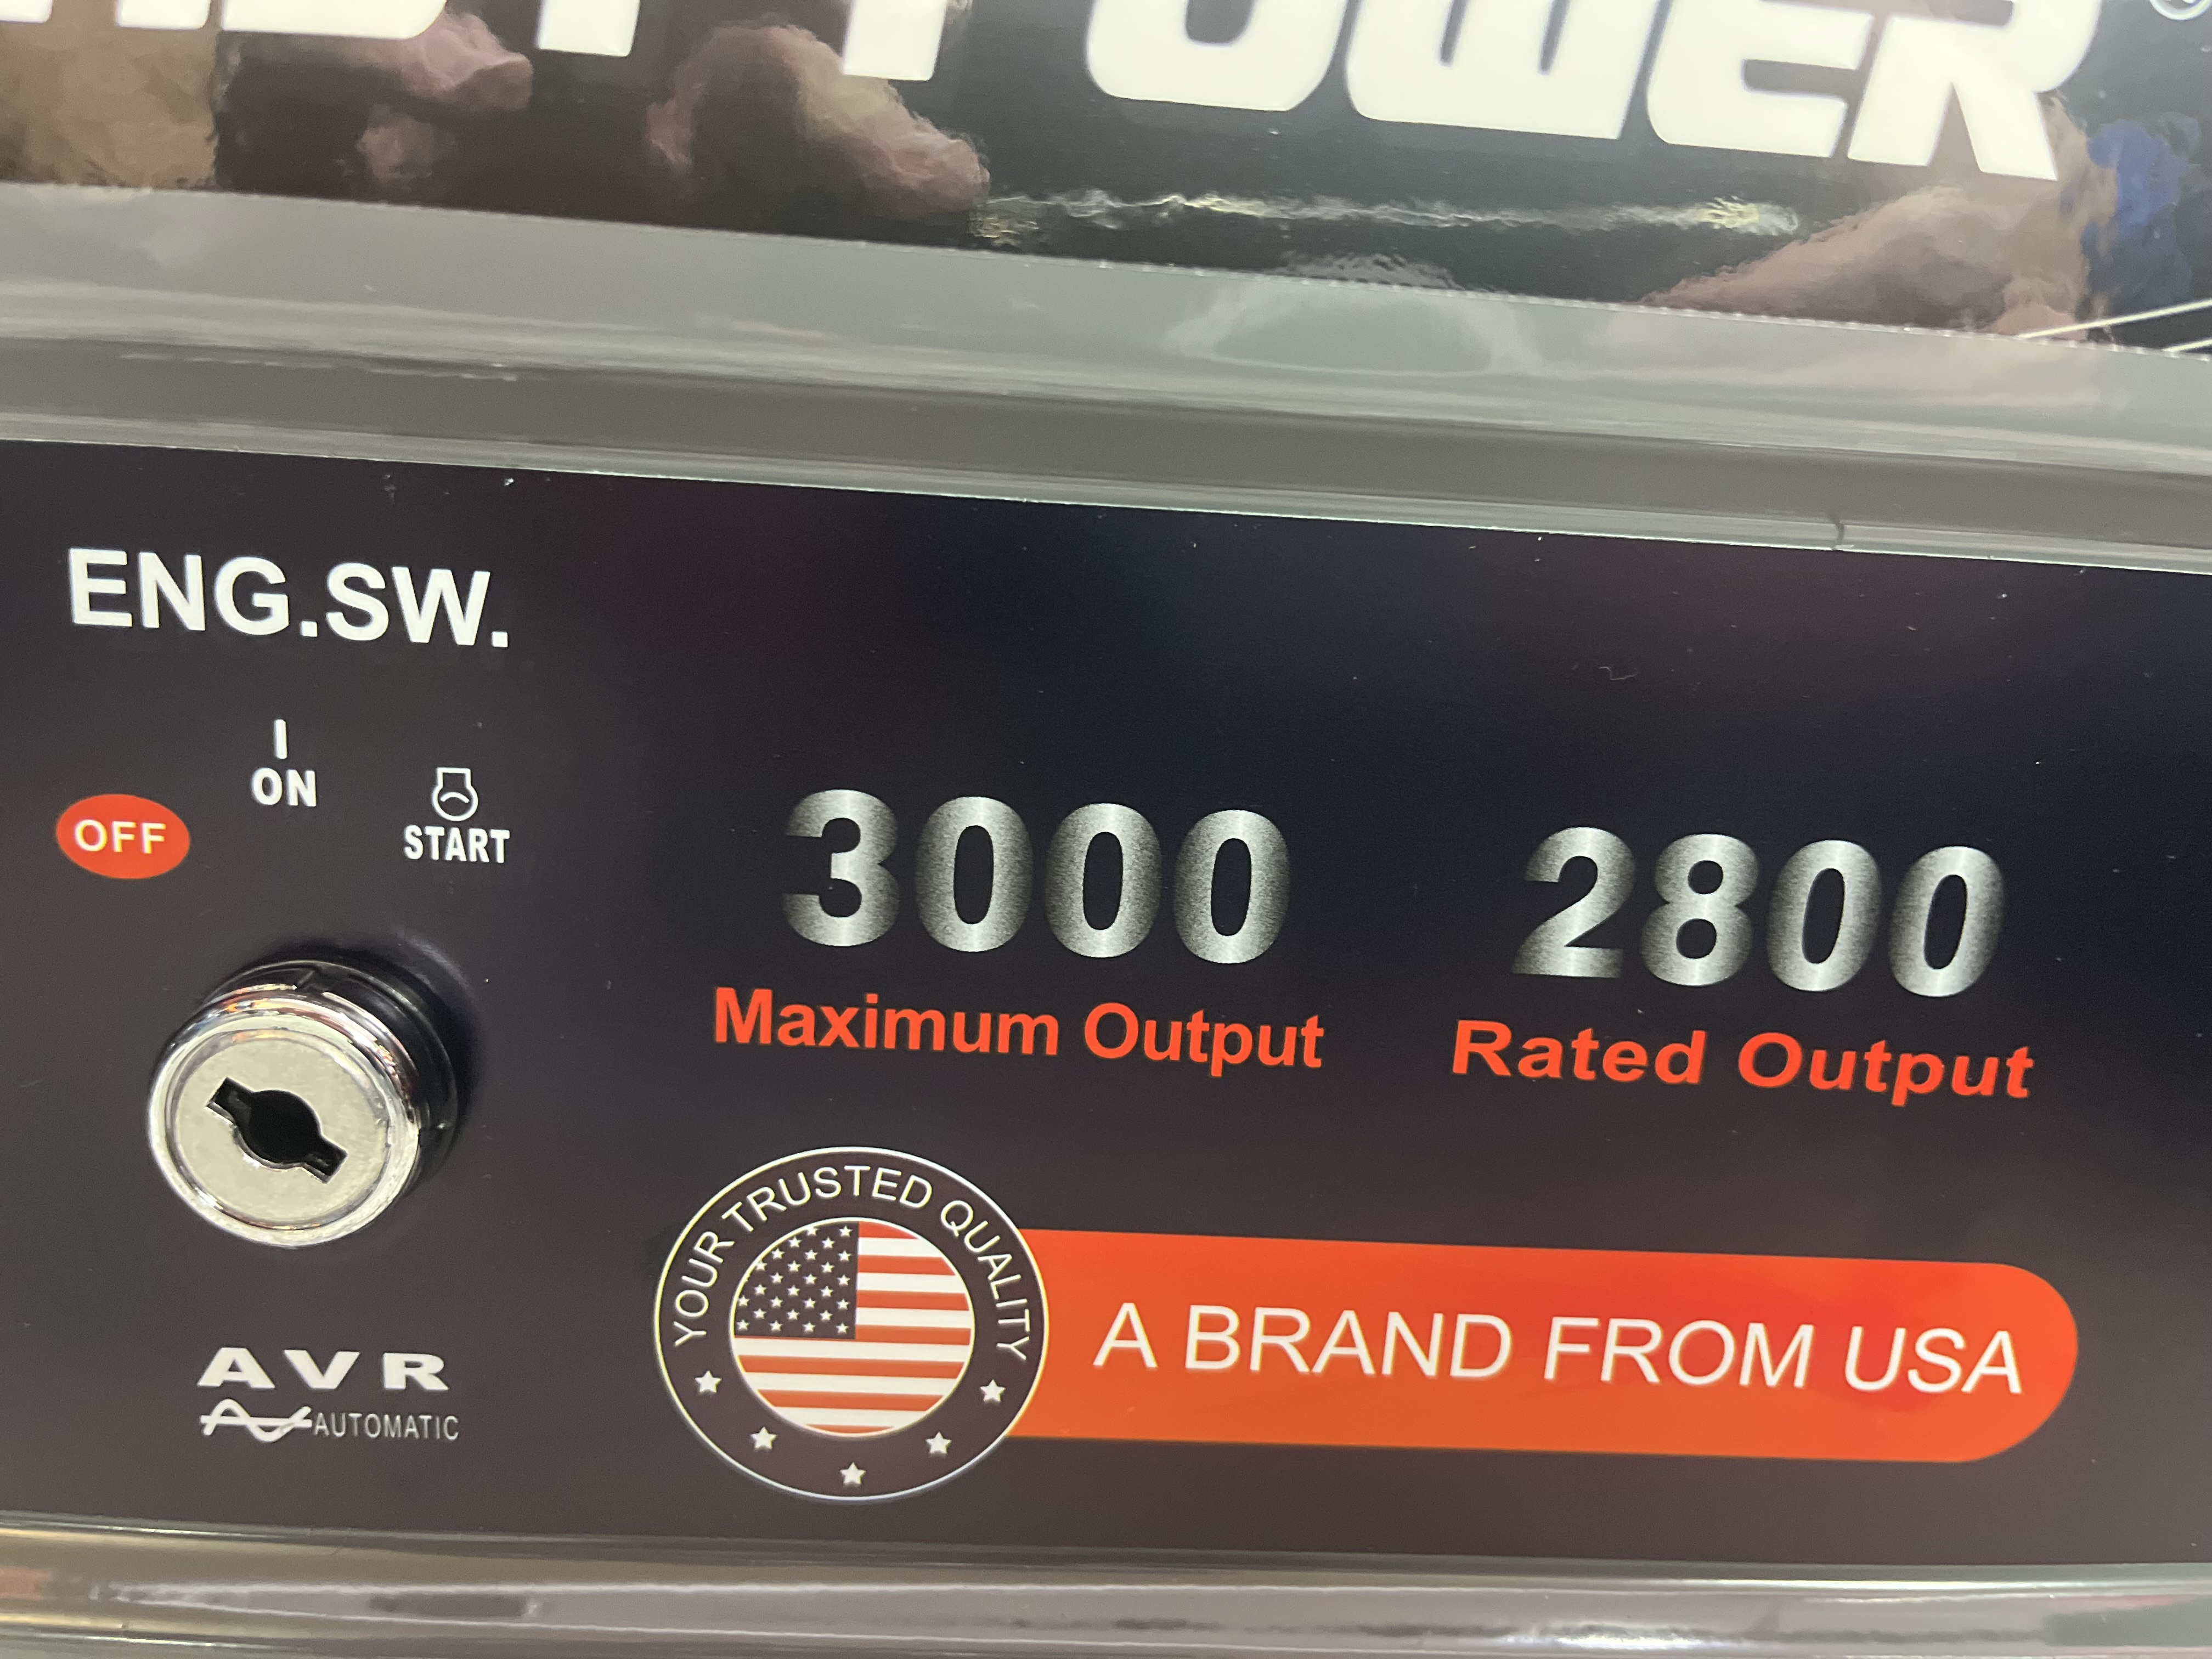 POWER
ENG.SW.
I
ON
OFF
START
3000
2800
Maximum Output
Rated Output
YOUR TRUSTED QUALITY
A BRAND FROM USA
AVR
AUTOMATIC